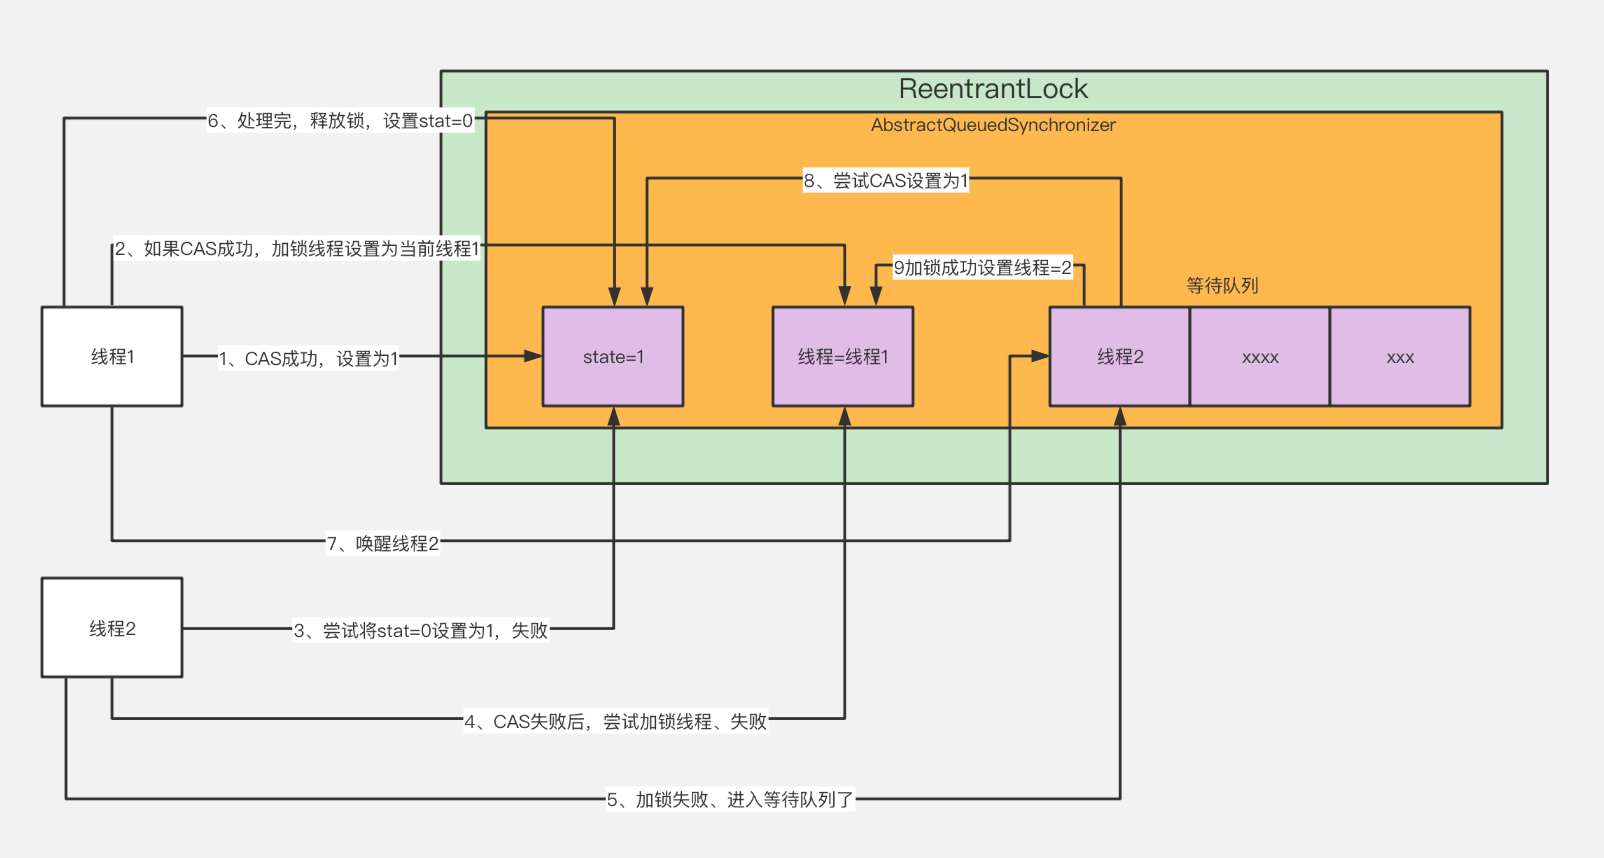 ReentrantLock
AbstractQueuedSynchronizer
6、处理完，释放锁，设置stat=0
8、尝试CAS设置为1
2、如果CAS成功，加锁线程设置为当前线程1
9加锁成功设置线程=2
等待队列
线程1
1、CAS成功，设置为1
state=1
线程=线程1
线程2
xxxx
xxx
7、唤醒线程2
线程2
3、尝试将stat=0设置为1，失败
4、CAS失败后，尝试加锁线程、失败
5、加锁失败、进入等待队列了